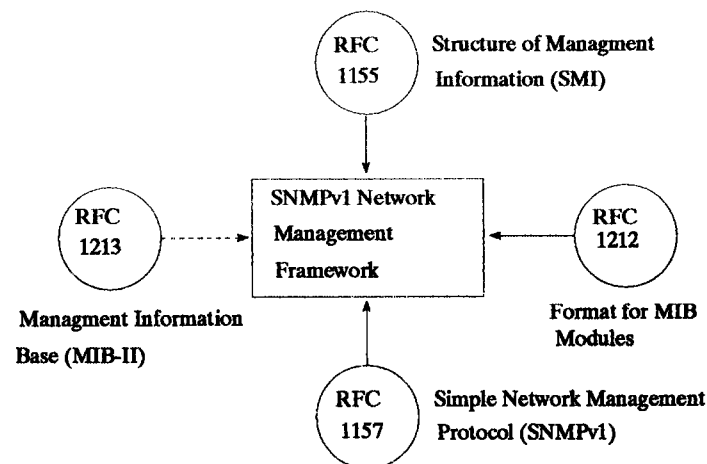 RFC
1155
Structure of Managment
Information (SMI)
RFC
1213
Managment Information
Base (MIB-II)
SNMPv1 Network
Management
Framework
RFC
1212
Format for MIB
Modules
RFC
1157
Simple Network Management
Protocol (SNMPv1)